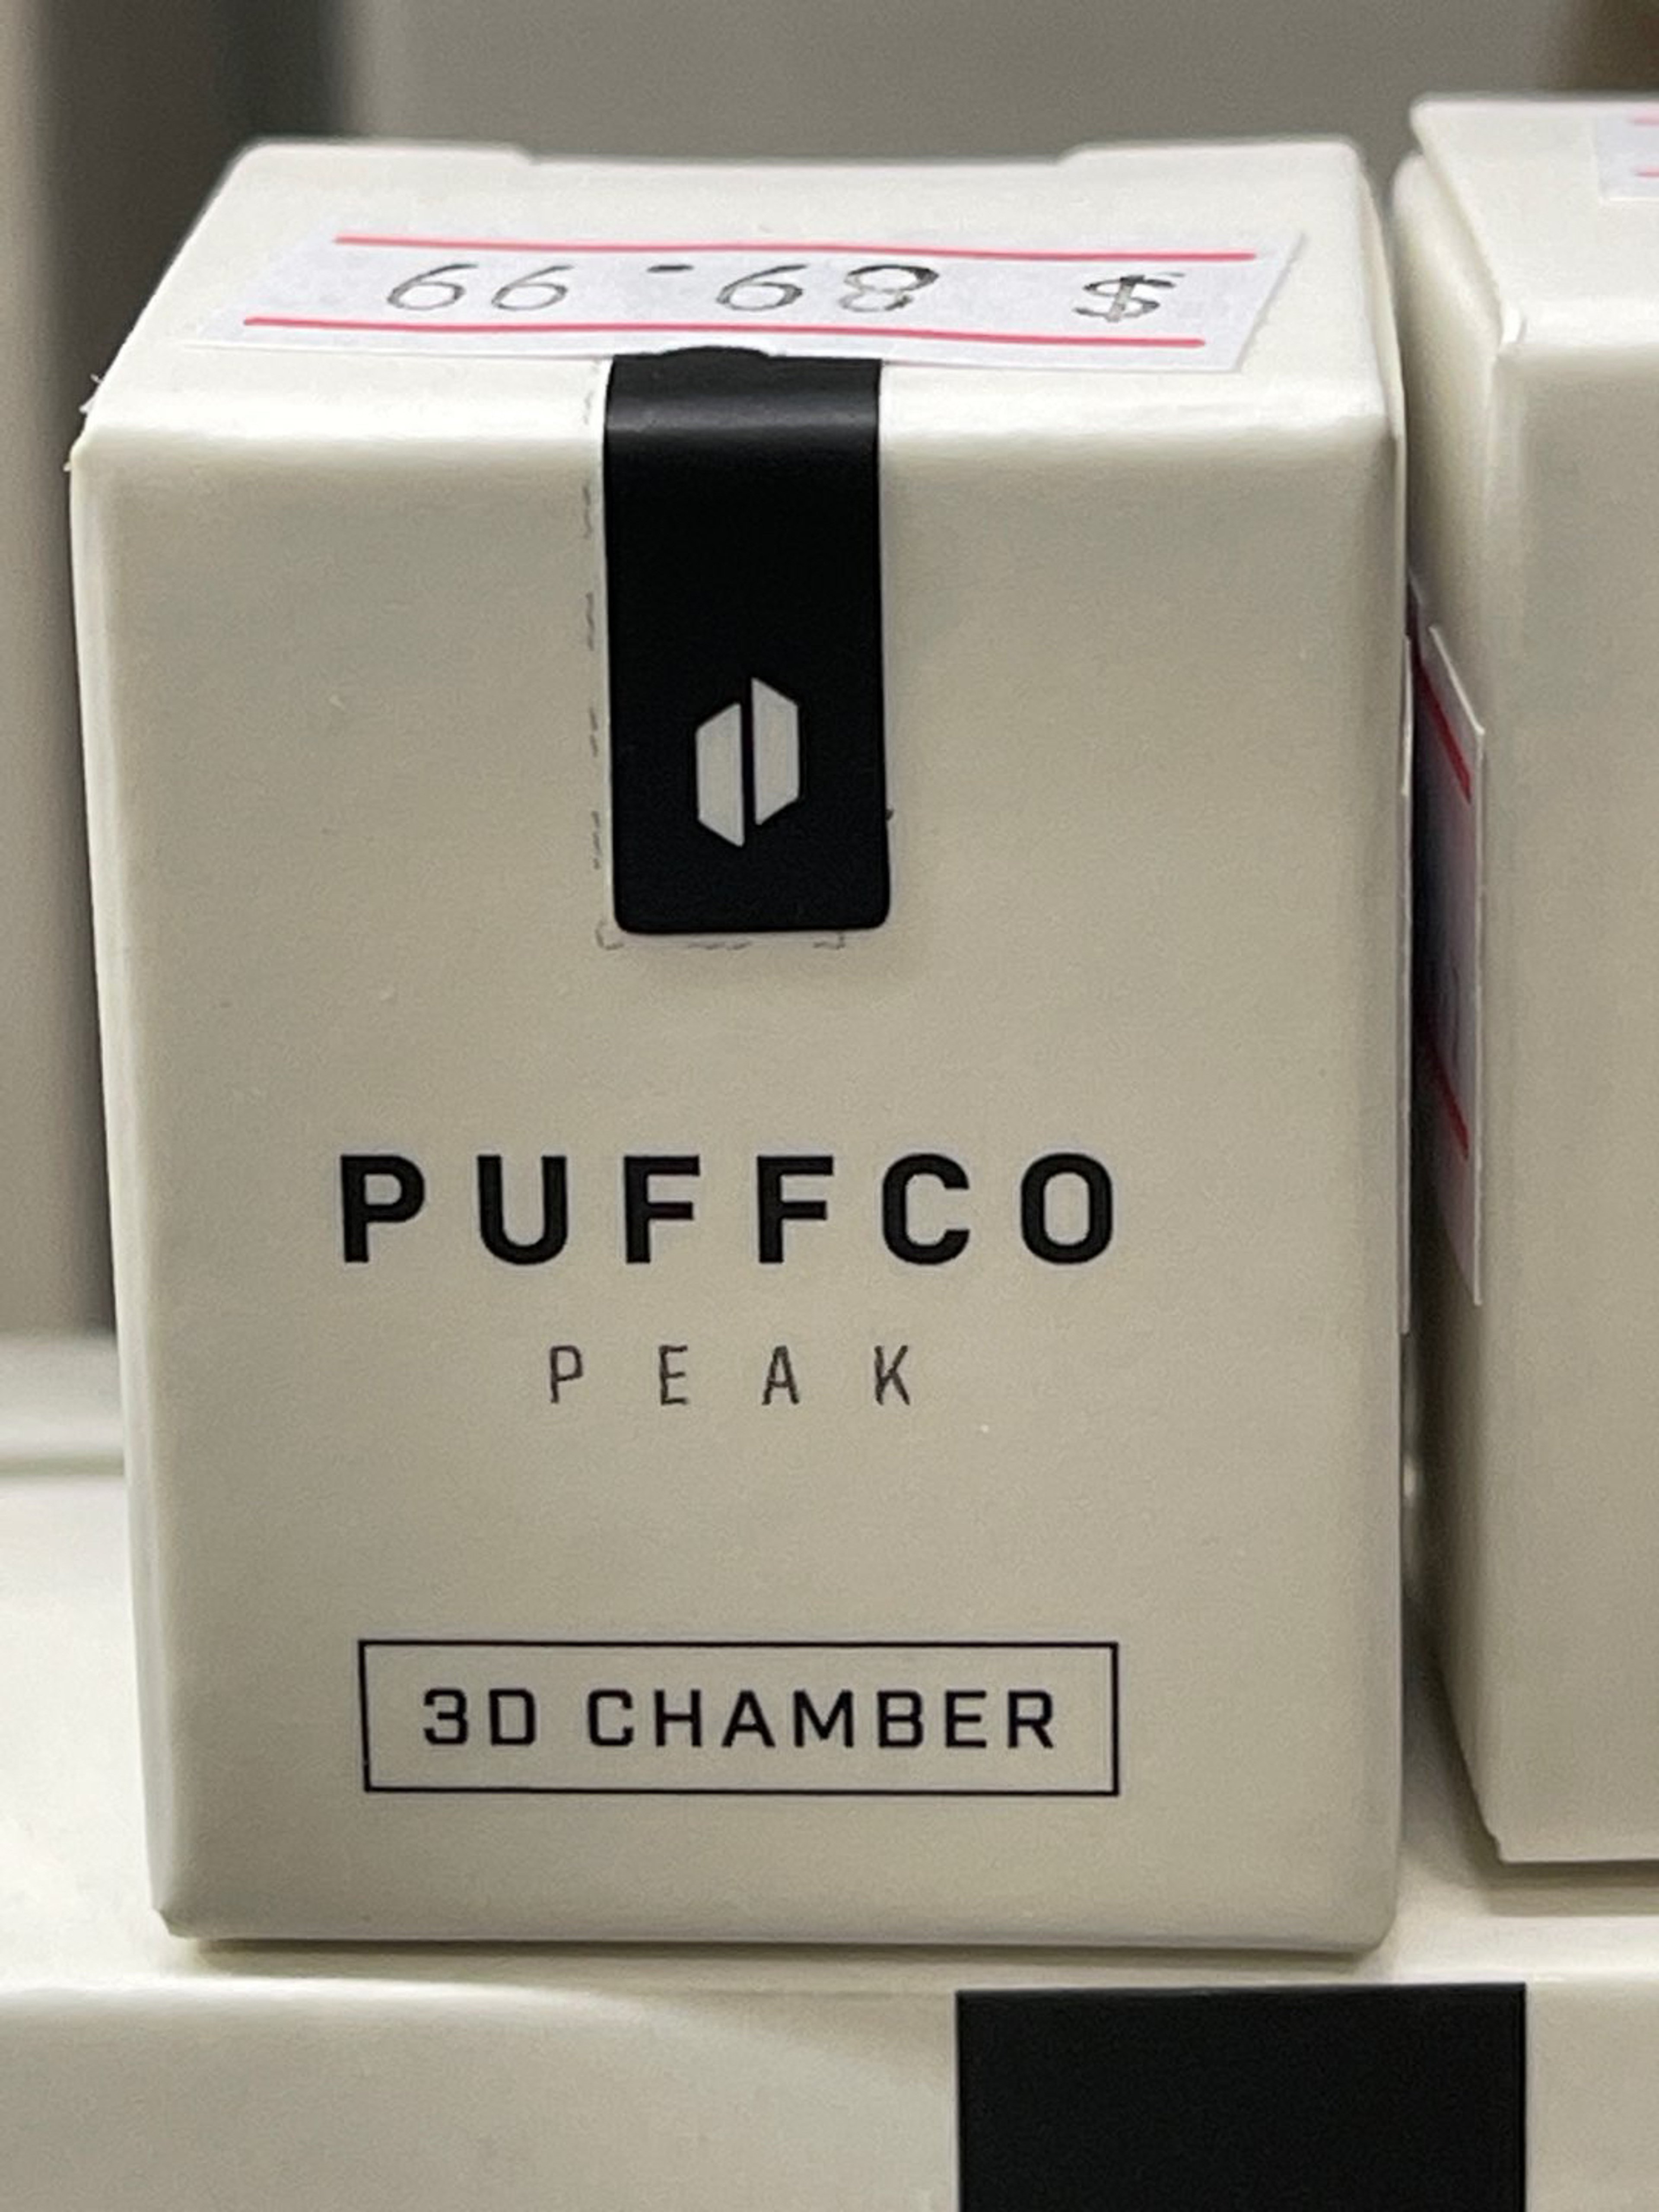 $ 89.99
PUFFCO
PEAK
3D CHAMBER